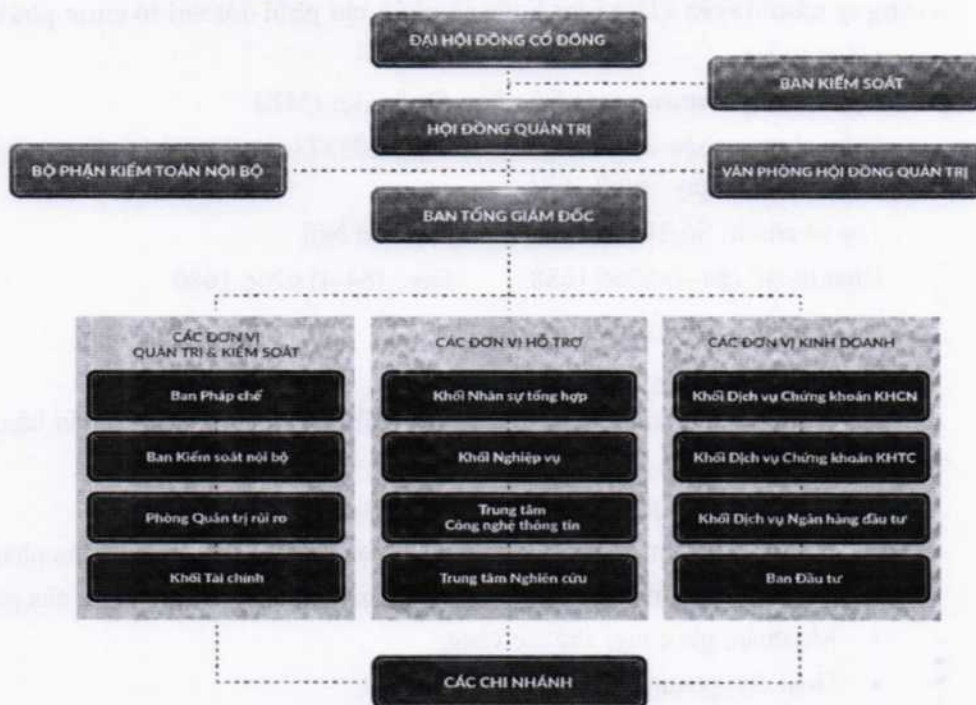 ĐẠI HỘI ĐỒNG CỔ ĐÔNG
BAN KIỂM SOÁT
HỘI ĐỒNG QUẢN TRỊ
BỘ PHẬN KIỂM TOÁN NỘI BỘ
VĂN PHÒNG HỘI ĐỒNG QUẢN TRỊ
BAN TỔNG GIÁM ĐỐC
CÁC ĐƠN VỊ
QUẢN TRỊ & KIỂM SOÁT
Ban Pháp chế
Ban Kiểm soát nội bộ
Phòng Quản trị rủi ro
Khối Tài chính
CÁC ĐƠN VỊ HỖ TRỢ
Khối Nhân sự tổng hợp
Khối Nghiệp vụ
Trung tâm
Công nghệ thông tin
Trung tâm Nghiên cứu
CÁC ĐƠN VỊ KINH DOANH
Khối Dịch vụ Chứng khoán KHCN
Khối Dịch vụ Chứng khoán KHTC
Khối Dịch vụ Ngân hàng đầu tư
Ban Đầu tư
CÁC CHI NHÁNH